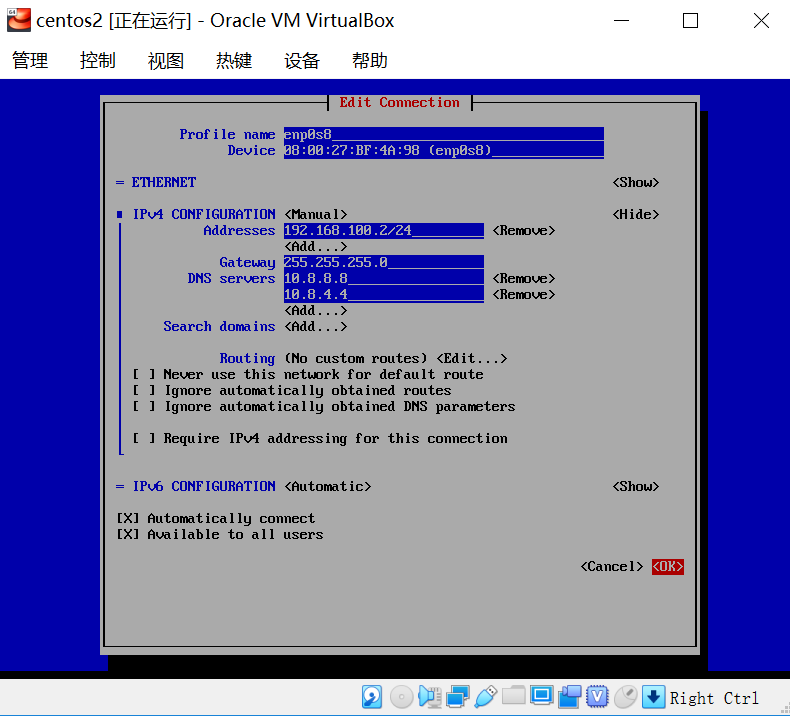 centos2 [正在运行] - Oracle VM VirtualBox
管理 控制 视图 热键 设备 帮助
Edit Connection
Profile name enp0s8
Device 08:00:27:BF:4A:98 (enp0s8)
= ETHERNET <Show>
IPv4 CONFIGURATION <Manual> <Hide>
Addresses 192.168.100.2/24 <Remove>
<Add...>
Gateway 255.255.255.0
DNS servers 10.8.8.8 <Remove>
10.8.4.4 <Remove>
<Add...>
Search domains <Add...>
Routing (No custom routes) <Edit...>
[ ] Never use this network for default route
[ ] Ignore automatically obtained routes
[ ] Ignore automatically obtained DNS parameters
[ ] Require IPv4 addressing for this connection
= IPv6 CONFIGURATION <Automatic> <Show>
[X] Automatically connect
[X] Available to all users
<Cancel> <OK>
Right Ctrl